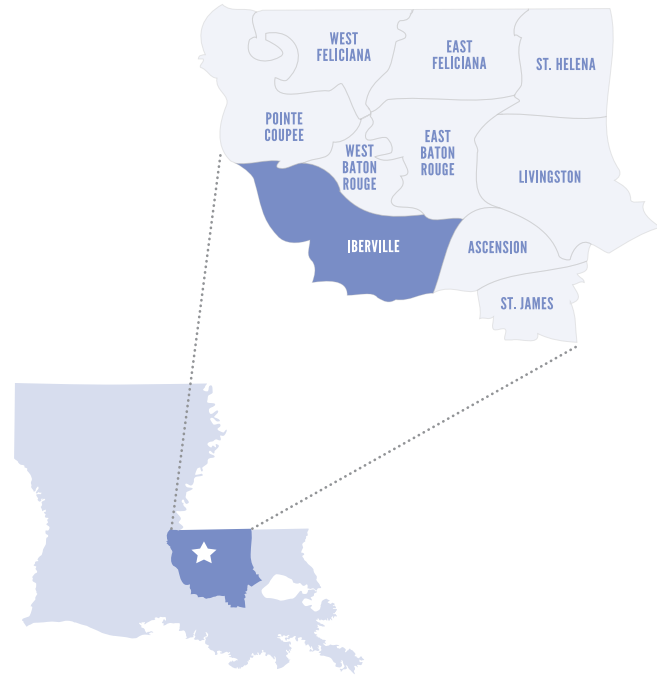 WEST
FELICIANA
EAST
FELICIANA
ST. HELENA
POINTE
COUPEE
WEST
BATON
ROUGE
EAST
BATON
ROUGE
LIVINGSTON
IBERVILLE
ASCENSION
ST. JAMES